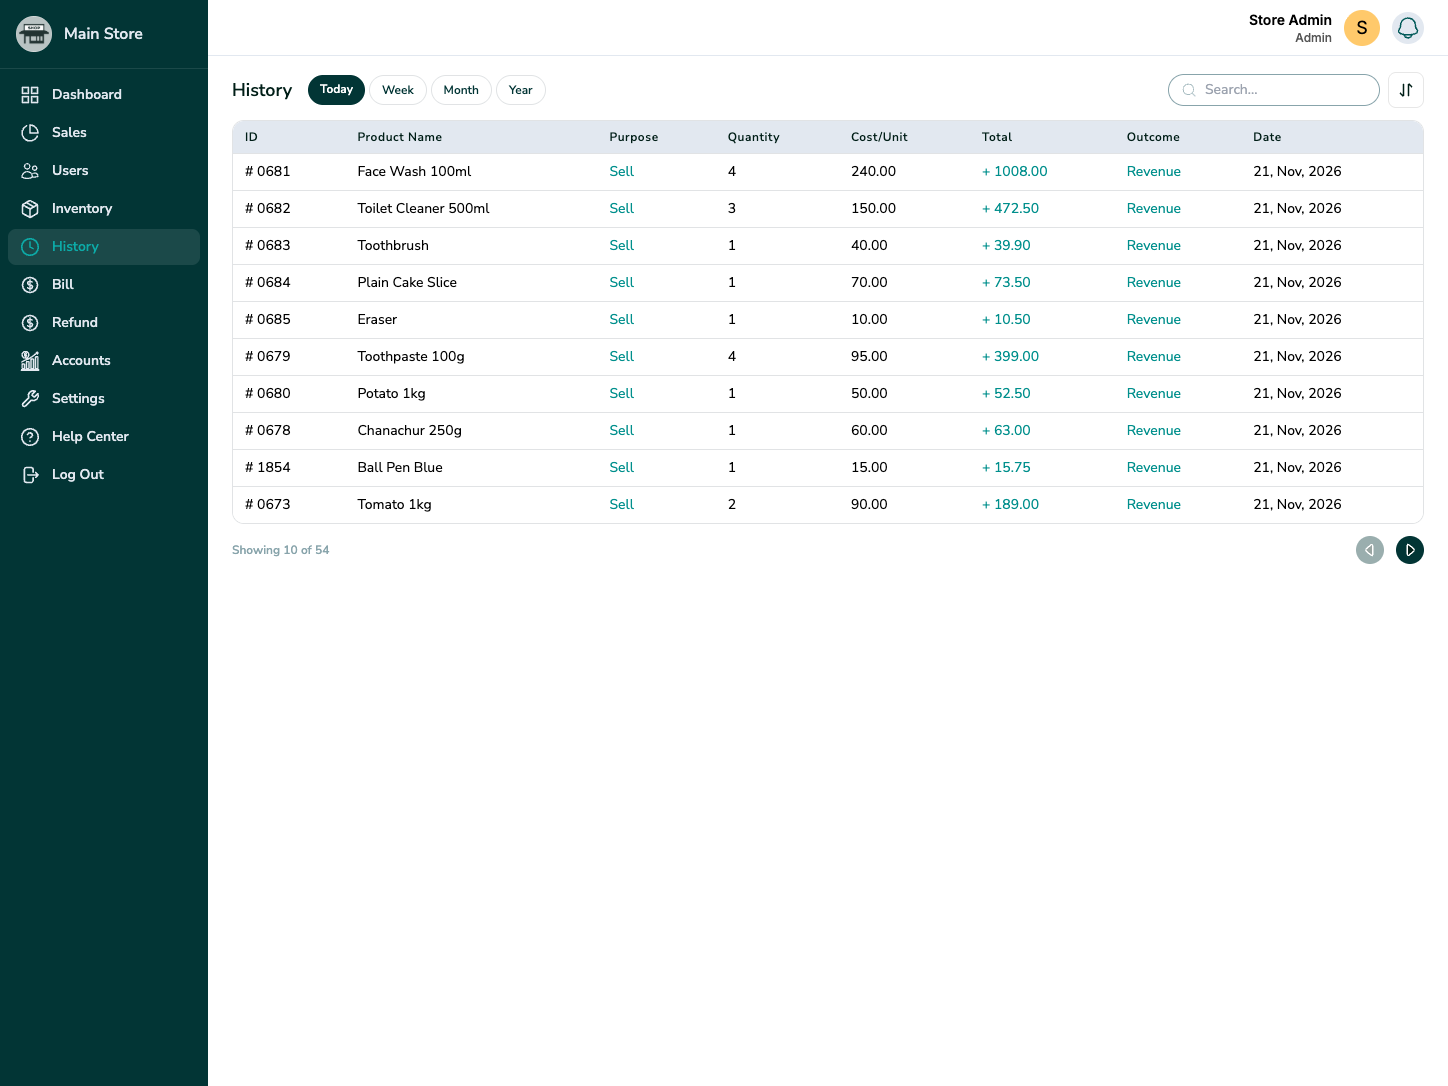 Main Store
Dashboard
Sales
Users
Inventory
History
Bill
Refund
Accounts
Settings
Help Center
Log Out
Store Admin
Admin
S
History Today Week Month Year Search...
ID Product Name Purpose Quantity Cost/Unit Total Outcome Date
# 0681 Face Wash 100ml Sell 4 240.00 + 1008.00 Revenue 21, Nov, 2026
# 0682 Toilet Cleaner 500ml Sell 3 150.00 + 472.50 Revenue 21, Nov, 2026
# 0683 Toothbrush Sell 1 40.00 + 39.90 Revenue 21, Nov, 2026
# 0684 Plain Cake Slice Sell 1 70.00 + 73.50 Revenue 21, Nov, 2026
# 0685 Eraser Sell 1 10.00 + 10.50 Revenue 21, Nov, 2026
# 0679 Toothpaste 100g Sell 4 95.00 + 399.00 Revenue 21, Nov, 2026
# 0680 Potato 1kg Sell 1 50.00 + 52.50 Revenue 21, Nov, 2026
# 0678 Chanachur 250g Sell 1 60.00 + 63.00 Revenue 21, Nov, 2026
# 1854 Ball Pen Blue Sell 1 15.00 + 15.75 Revenue 21, Nov, 2026
# 0673 Tomato 1kg Sell 2 90.00 + 189.00 Revenue 21, Nov, 2026
Showing 10 of 54